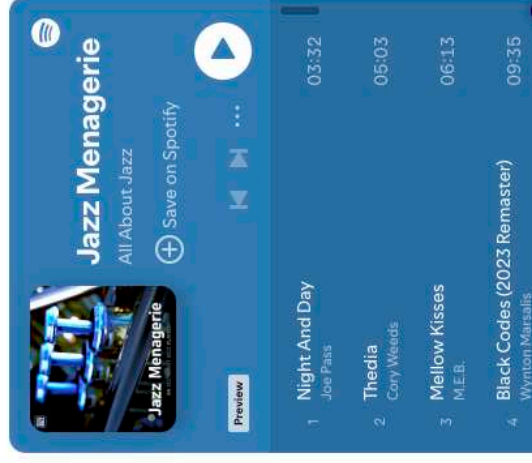 Jazz Menagerie
Jazz Menagerie
All About Jazz
Save on Spotify
Preview
1 Night And Day 03:32
Joe Pass
2 Thedia 05:03
Cory Weeds
3 Mellow Kisses 06:13
M.E.B.
4 Black Codes (2023 Remaster) 09:35
Wynton Marsalis